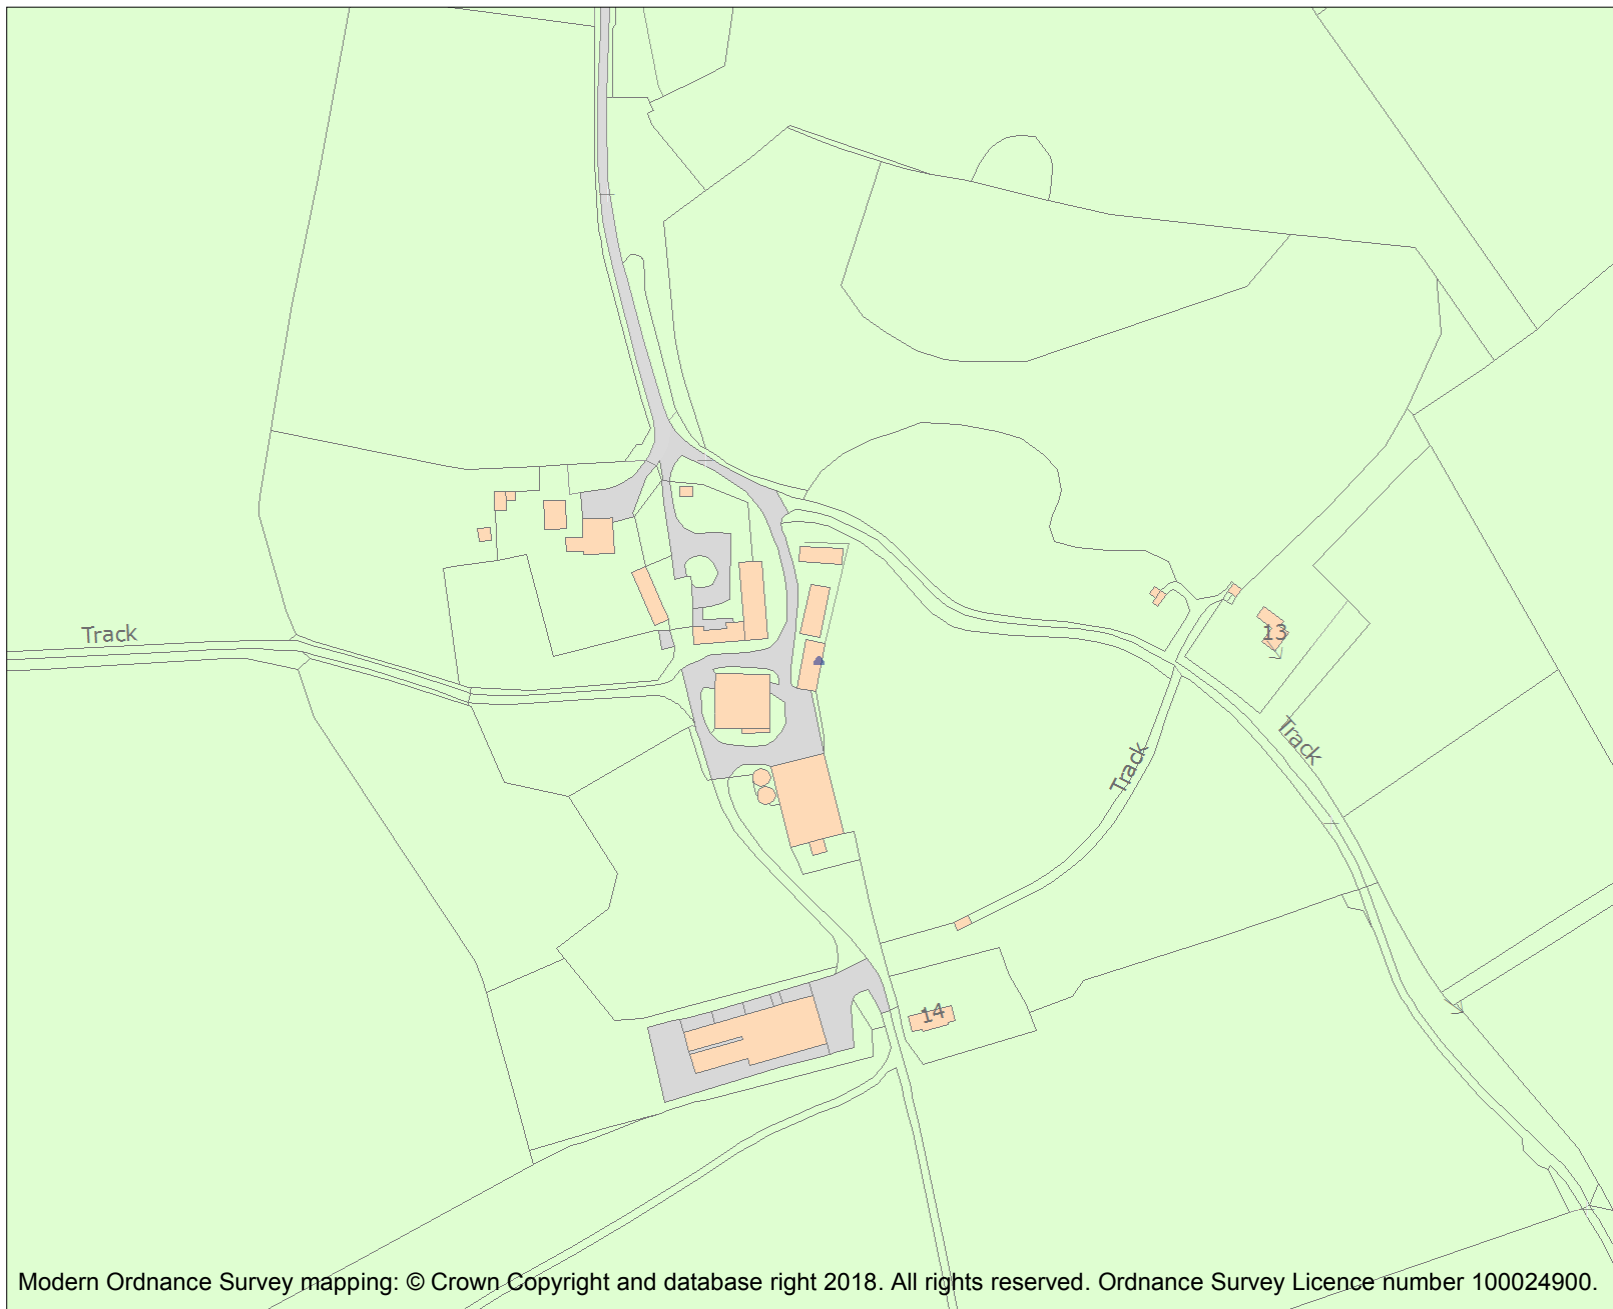 Track
13
Track
Track
14
Modern Ordnance Survey mapping: © Crown Copyright and database right 2018. All rights reserved. Ordnance Survey Licence number 100024900.